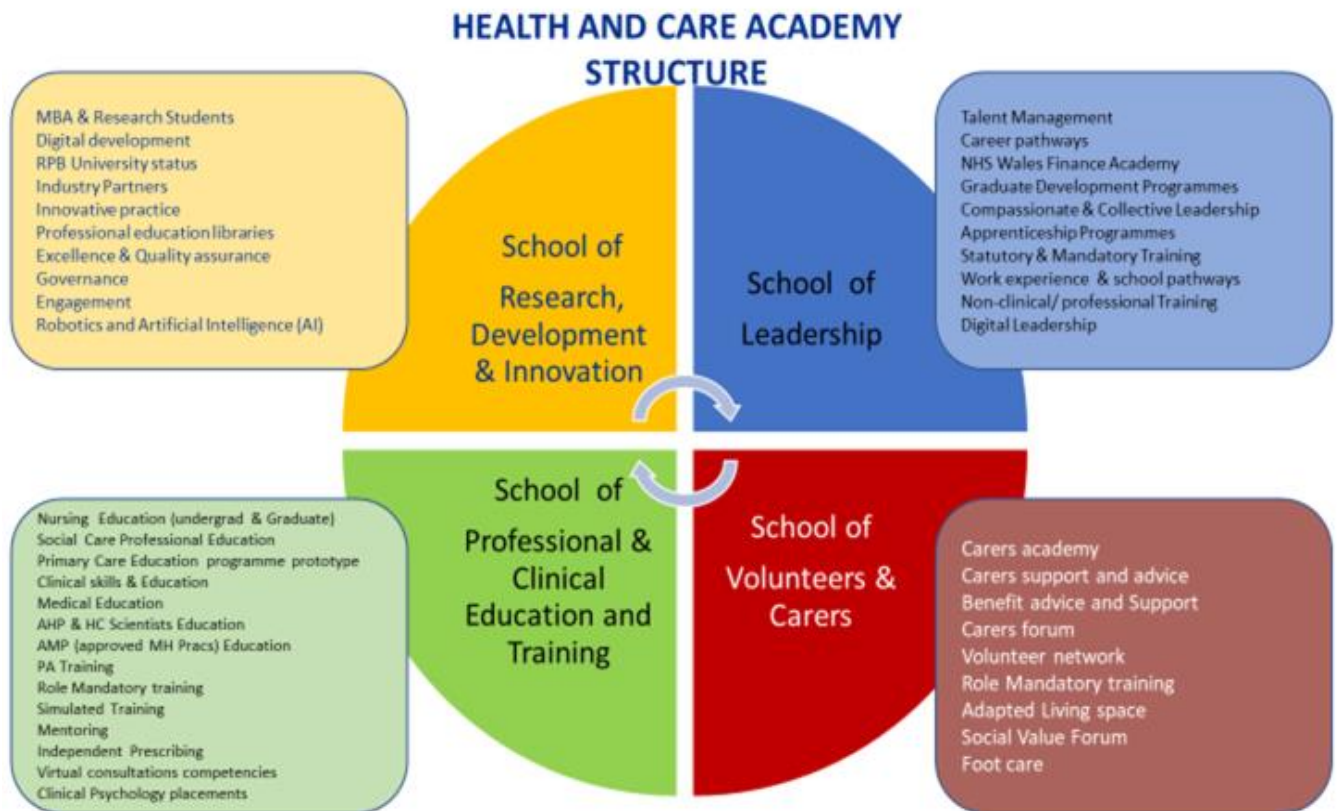 HEALTH AND CARE ACADEMY
STRUCTURE
MBA & Research Students
Digital development
RPB University status
Industry Partners
Innovative practice
Professional education libraries
Excellence & Quality assurance
Governance
Engagement
Robotics and Artificial Intelligence (AI)
School of
Research,
Development
& Innovation
School of
Leadership
Talent Management
Career pathways
NHS Wales Finance Academy
Graduate Development Programmes
Compassionate & Collective Leadership
Apprenticeship Programmes
Statutory & Mandatory Training
Work experience & school pathways
Non-clinical/ professional Training
Digital Leadership
Nursing Education (undergrad & Graduate)
Social Care Professional Education
Primary Care Education programme prototype
Clinical skills & Education
Medical Education
AHP & HC Scientists Education
AMP (approved MH Pracs) Education
PA Training
Role Mandatory training
Simulated Training
Mentoring
Independent Prescribing
Virtual consultations competencies
Clinical Psychology placements
School of
Professional &
Clinical
Education and
Training
School of
Volunteers &
Carers
Carers academy
Carers support and advice
Benefit advice and Support
Carers forum
Volunteer network
Role Mandatory training
Adapted Living space
Social Value Forum
Foot care